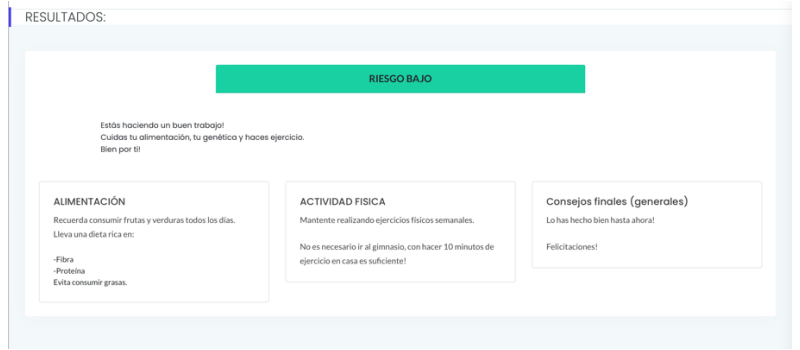 RESULTADOS:
RIESGO BAJO
Estás haciendo un buen trabajo!
Cuidas tu alimentación, tu genética y haces ejercicio.
Bien por ti!
ALIMENTACIÓN
Recuerda consumir frutas y verduras todos los días.
Lleva una dieta rica en:
-Fibra
-Proteína
Evita consumir grasas.
ACTIVIDAD FISICA
Mantente realizando ejercicios físicos semanales.
No es necesario ir al gimnasio, con hacer 10 minutos de
ejercicio en casa es suficiente!
Consejos finales (generales)
Lo has hecho bien hasta ahora!
Felicitaciones!